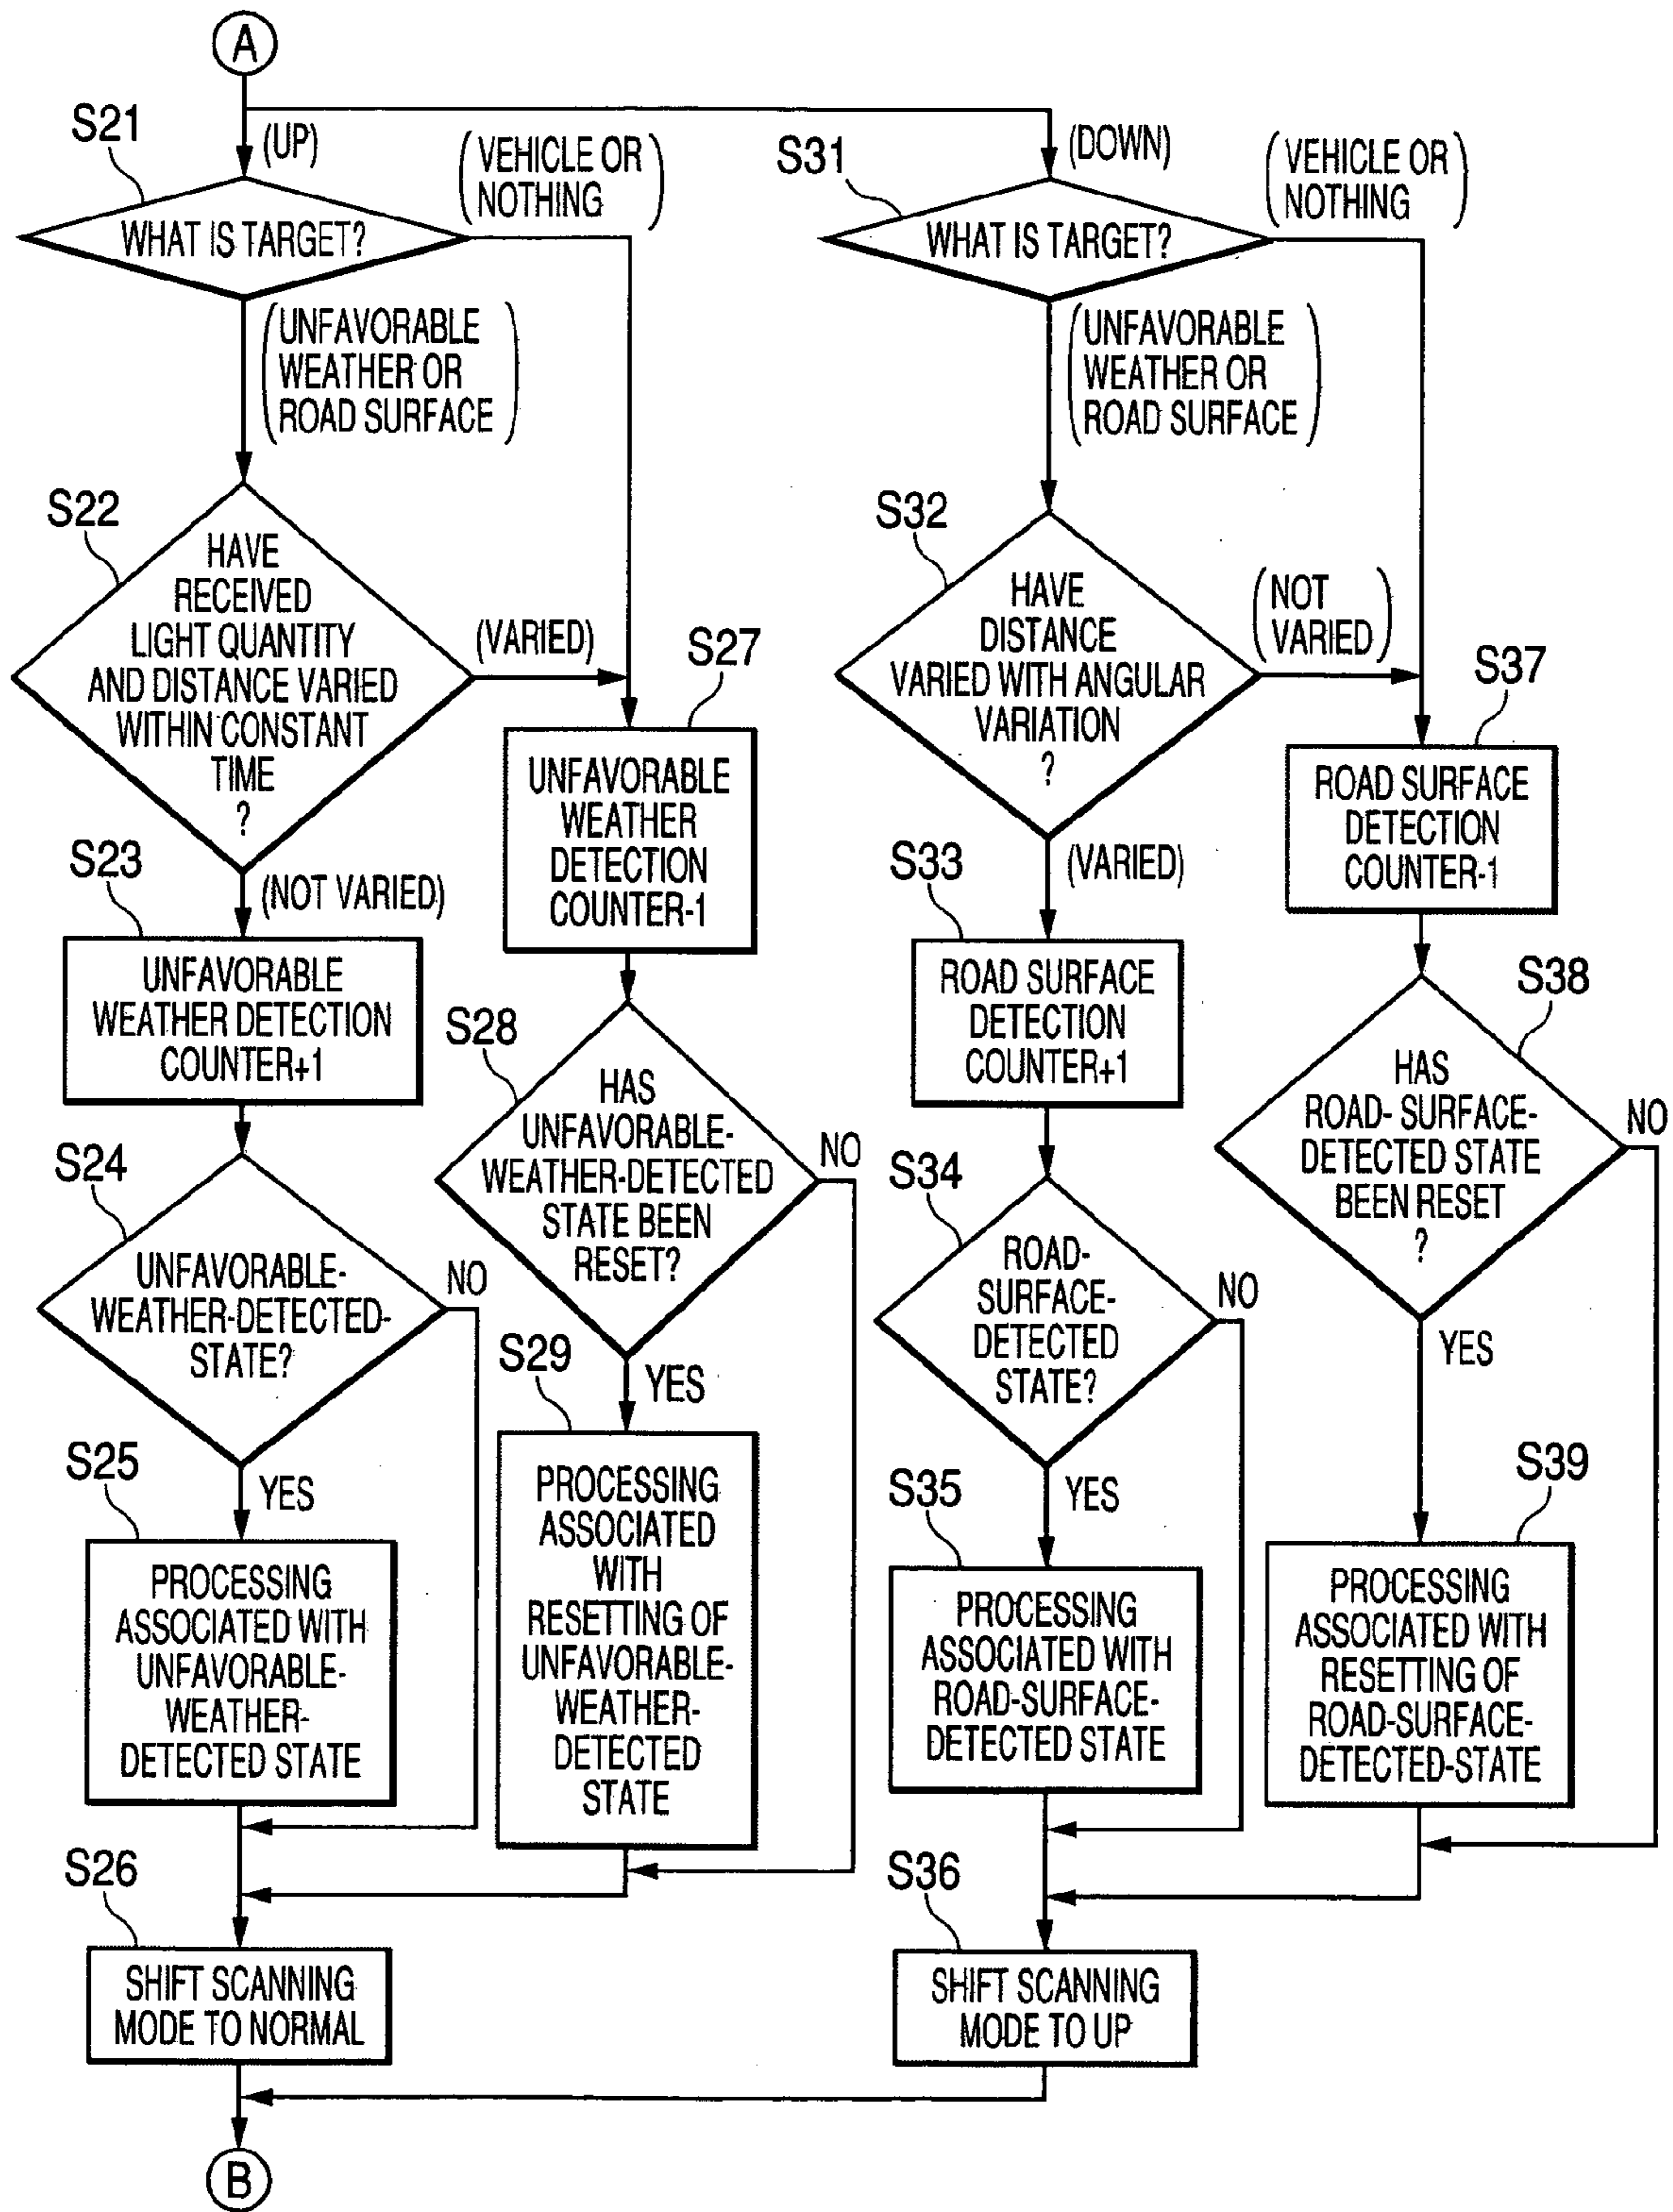 A
S21
(UP)
(VEHICLE OR
NOTHING)
WHAT IS TARGET?
(UNFAVORABLE
WEATHER OR
ROAD SURFACE)
S22
HAVE
RECEIVED
LIGHT QUANTITY
AND DISTANCE VARIED
WITHIN CONSTANT
TIME
?
(VARIED)
S27
UNFAVORABLE
WEATHER
DETECTION
COUNTER-1
S23
(NOT VARIED)
UNFAVORABLE
WEATHER DETECTION
COUNTER+1
S28
HAS
UNFAVORABLE-
WEATHER-DETECTED
STATE BEEN
RESET?
NO
YES
S24
UNFAVORABLE-
WEATHER-DETECTED-
STATE?
NO
YES
S29
PROCESSING
ASSOCIATED
WITH
RESETTING OF
UNFAVORABLE-
WEATHER-
DETECTED
STATE
S25
PROCESSING
ASSOCIATED WITH
UNFAVORABLE-
WEATHER-
DETECTED STATE
S26
SHIFT SCANNING
MODE TO NORMAL
S31
(DOWN)
(VEHICLE OR
NOTHING)
WHAT IS TARGET?
(UNFAVORABLE
WEATHER OR
ROAD SURFACE)
S32
HAVE
DISTANCE
VARIED WITH ANGULAR
VARIATION
?
(NOT
VARIED)
S37
ROAD SURFACE
DETECTION
COUNTER-1
S33
(VARIED)
ROAD SURFACE
DETECTION
COUNTER+1
S38
HAS
ROAD- SURFACE-
DETECTED STATE
BEEN RESET
?
NO
YES
S34
ROAD-
SURFACE-
DETECTED
STATE?
NO
YES
S39
PROCESSING
ASSOCIATED WITH
RESETTING OF
ROAD-SURFACE-
DETECTED-STATE
S35
PROCESSING
ASSOCIATED WITH
ROAD-SURFACE-
DETECTED STATE
S36
SHIFT SCANNING
MODE TO UP
B